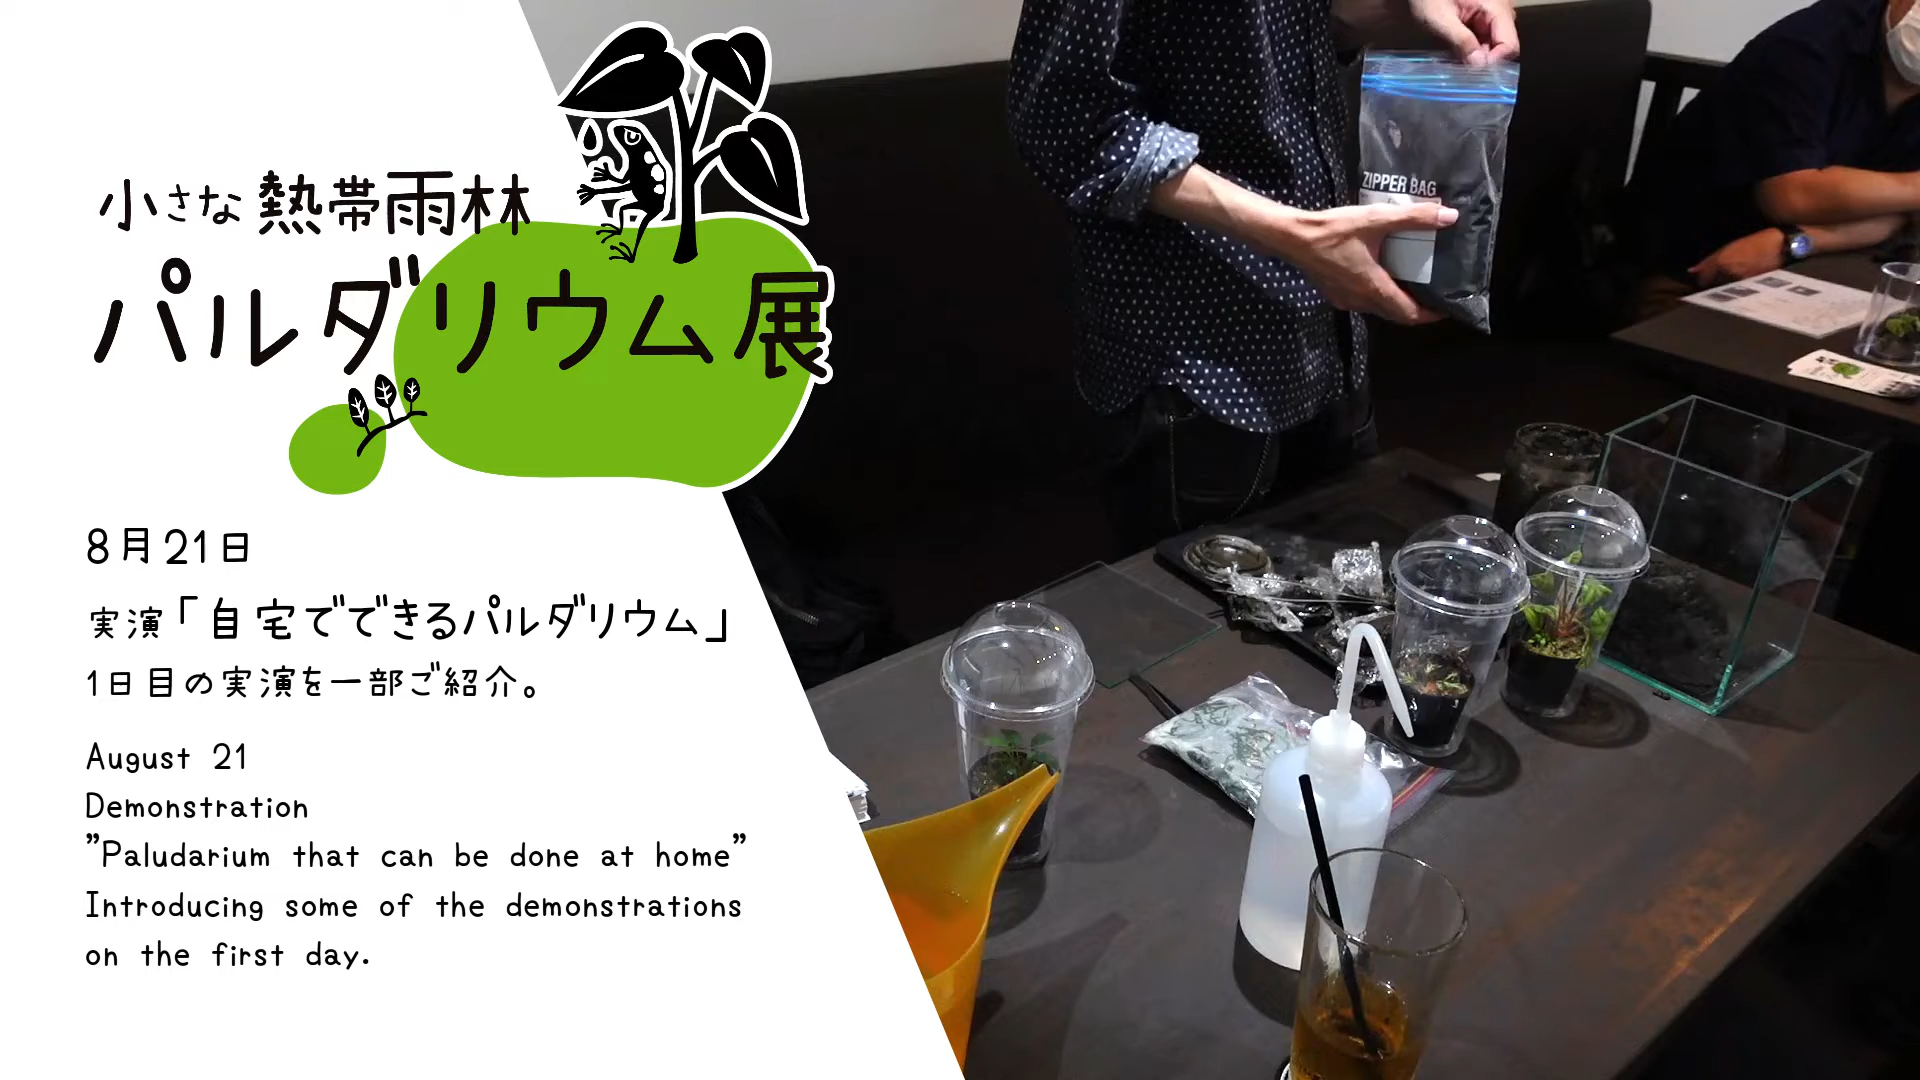 小さな熱帯雨林
パルダリウム展
8月21日
実演「自宅でできるパルダリウム」
1日目の実演を一部ご紹介。
August 21
Demonstration
"Paludarium that can be done at home"
Introducing some of the demonstrations
on the first day.
ZIPPER BAG